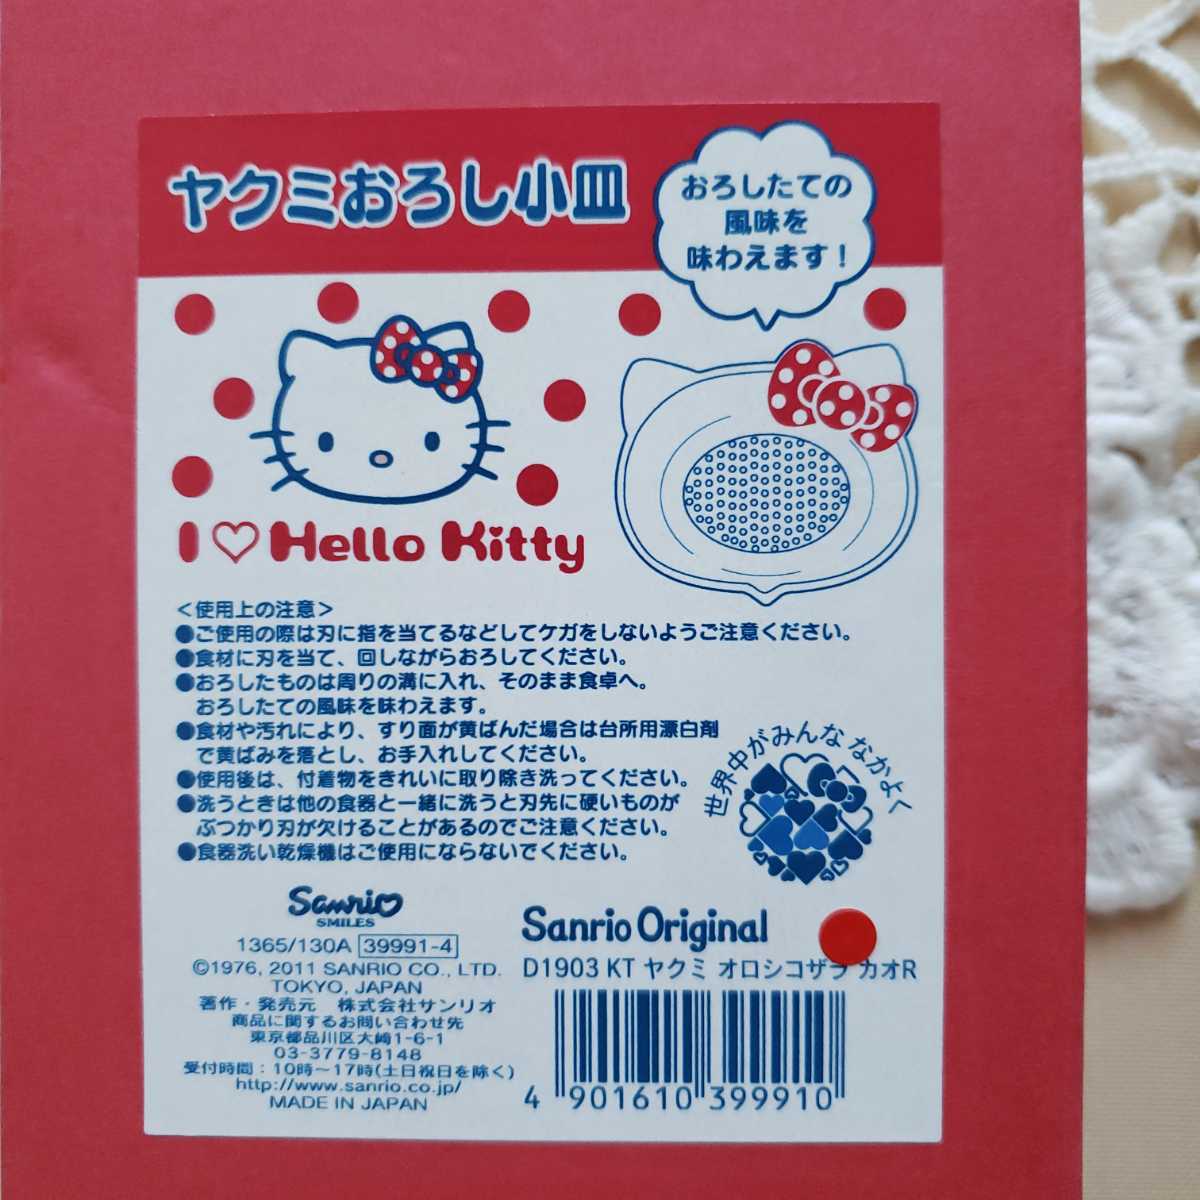 ヤクミおろし小皿
おろしたての
風味を
味わえます！
I ♡ Hello Kitty
＜使用上の注意＞
●ご使用の際は刃に指を当てるなどしてケガをしないようご注意ください。
●食材に刃を当て、回しながらおろしてください。
●おろしたものは周りの溝に入れ、そのまま食卓へ。
おろしたての風味を味わえます。
●食材や汚れにより、すり面が黄ばんだ場合は台所用漂白剤
で黄ばみを落とし、お手入れしてください。
●使用後は、付着物をきれいに取り除き洗ってください。
●洗うときは他の食器と一緒に洗うと刃先に硬いものが
ぶつかり刃が欠けることがあるのでご注意ください。
●食器洗い乾燥機はご使用にならないでください。
世界中がみんななかよく
Sanrio
SMILES
1365/130A 39991-4
©1976, 2011 SANRIO CO., LTD.
TOKYO, JAPAN
著作・発売元 株式会社サンリオ
商品に関するお問い合わせ先
東京都品川区大崎1-6-1
03-3779-8148
受付時間：10時〜17時(土日祝日を除く)
http://www.sanrio.co.jp/
MADE IN JAPAN
Sanrio Original
D1903 KT ヤクミ オロシコザラ カオR
4 901610 399910